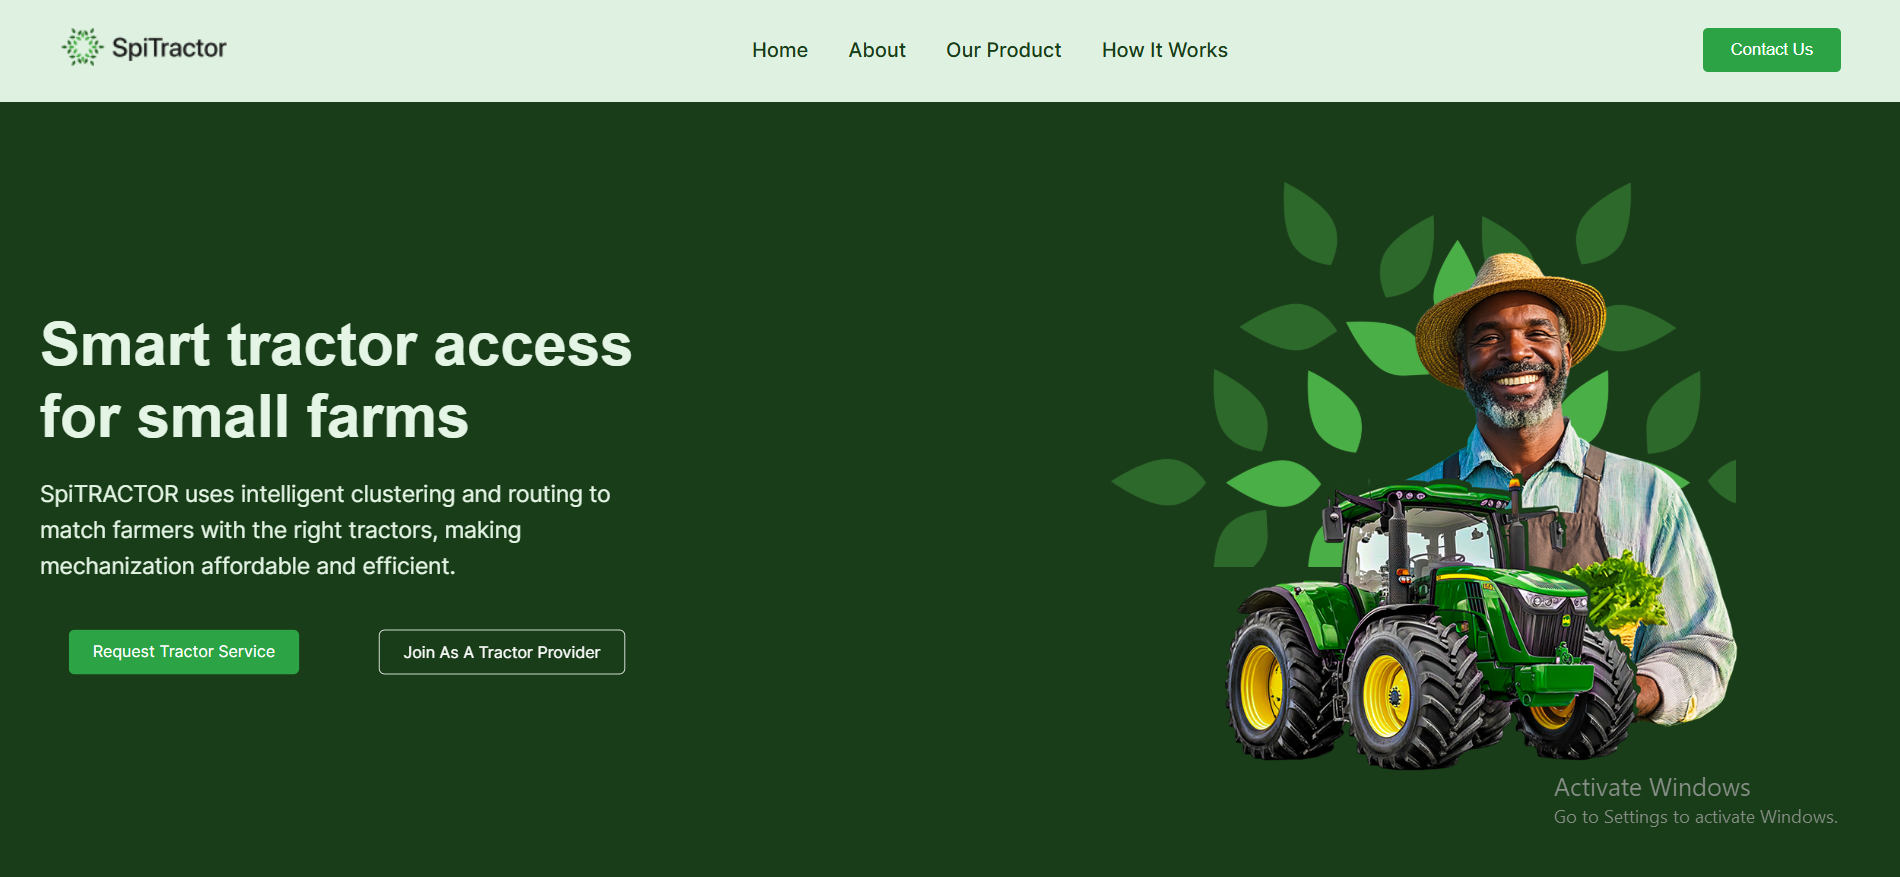 SpiTractor
Home
About
Our Product
How It Works
Contact Us
Smart tractor access
for small farms
SpiTRACTOR uses intelligent clustering and routing to
match farmers with the right tractors, making
mechanization affordable and efficient.
Request Tractor Service
Join As A Tractor Provider
Activate Windows
Go to Settings to activate Windows.